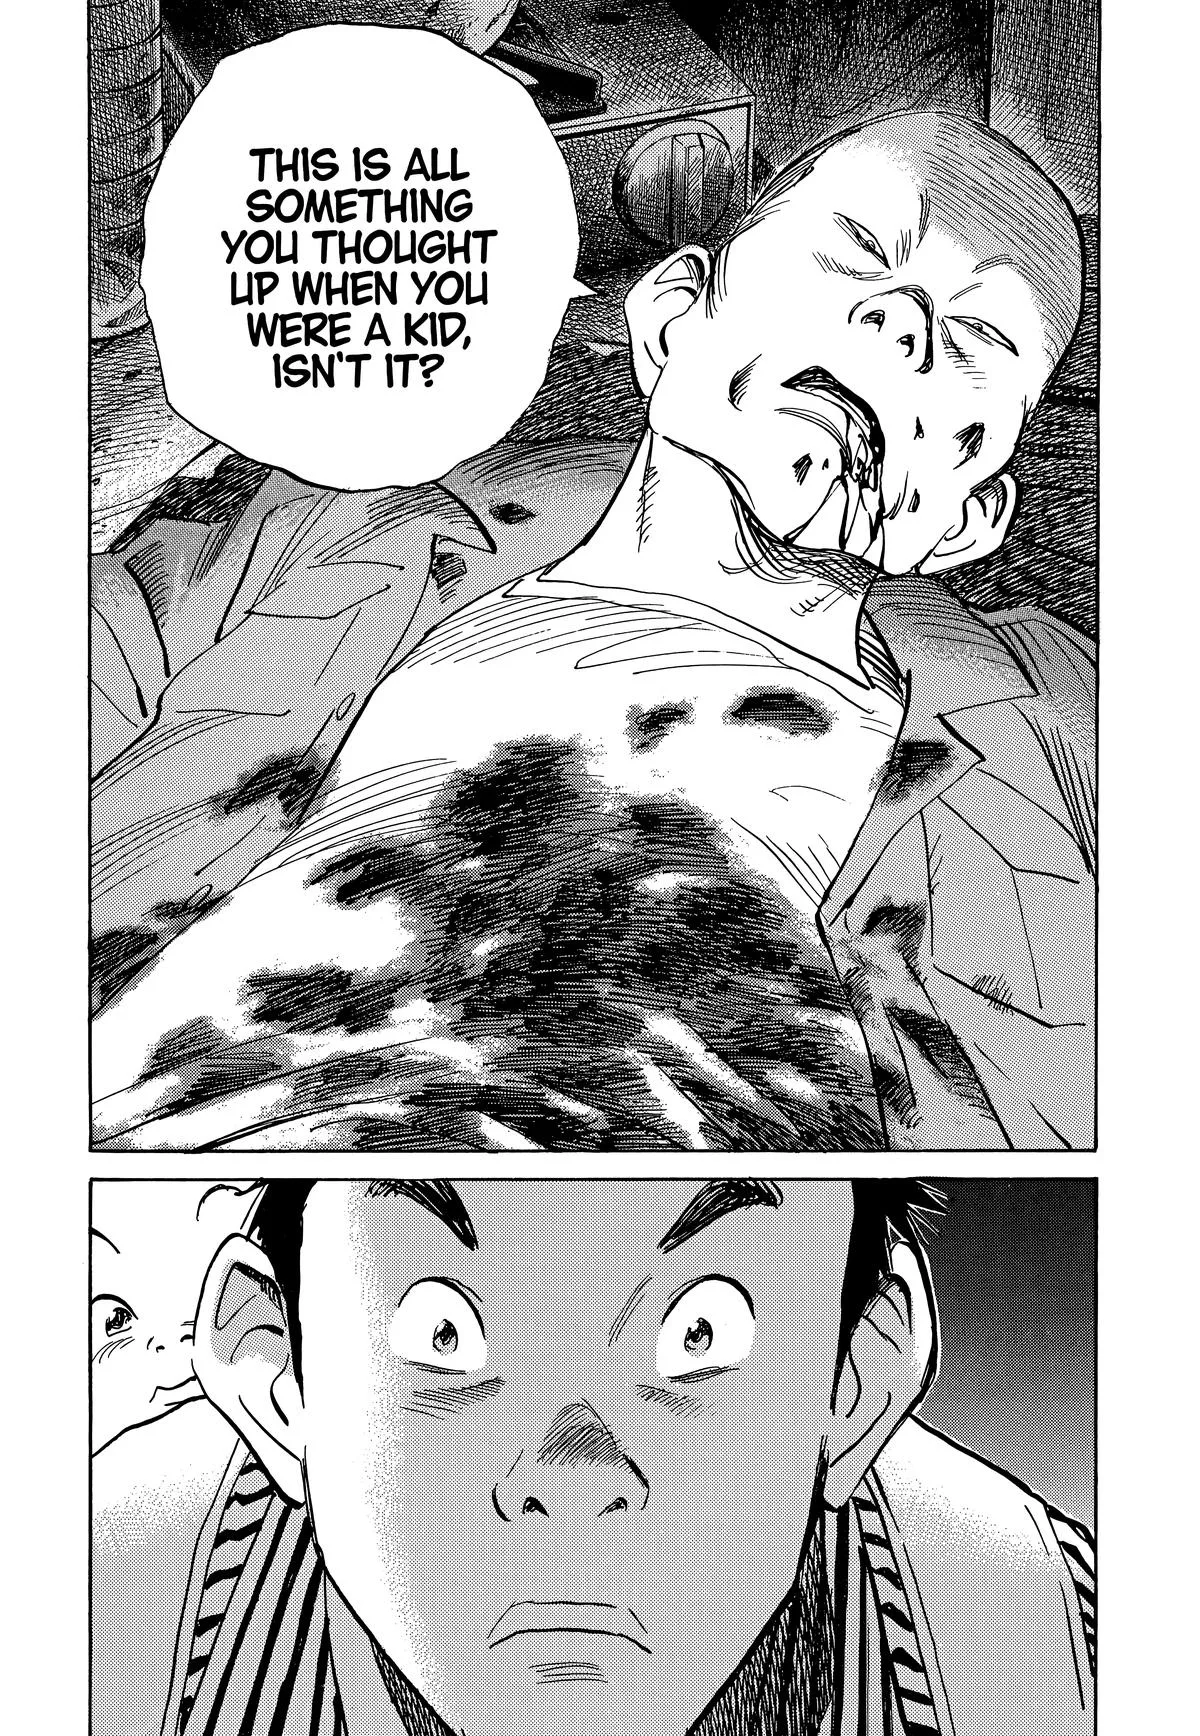 THIS IS ALL
SOMETHING
YOU THOUGHT
UP WHEN YOU
WERE A KID,
ISN'T IT?